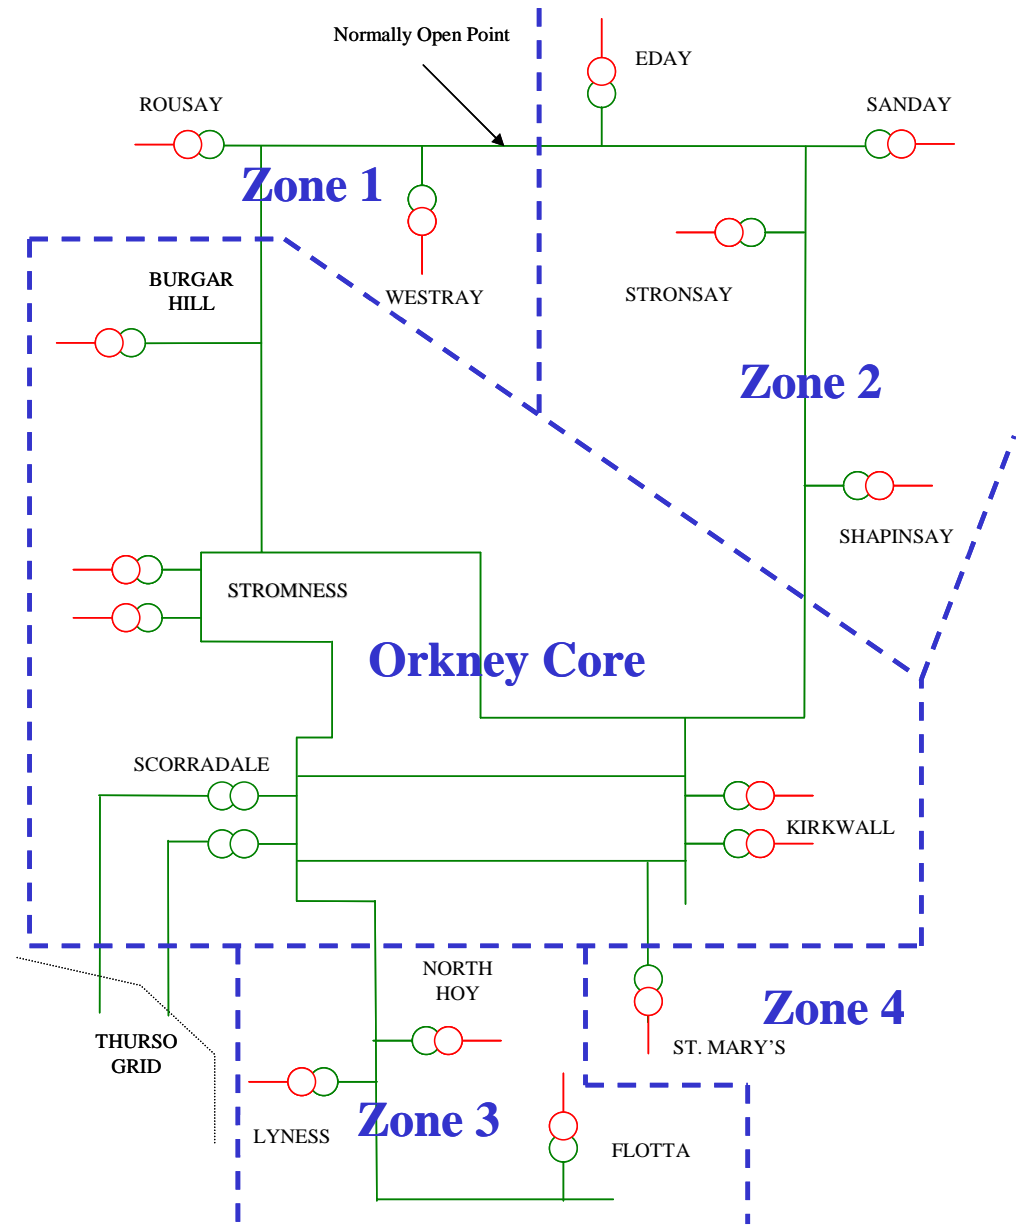 Normally Open Point
EDAY
ROUSAY
SANDAY
Zone 1
BURGAR
HILL
WESTRAY
STRONSAY
Zone 2
SHAPINSAY
STROMNESS
Orkney Core
SCORRADALE
KIRKWALL
NORTH
HOY
Zone 4
THURSO
GRID
ST. MARY'S
LYNESS
Zone 3
FLOTTA